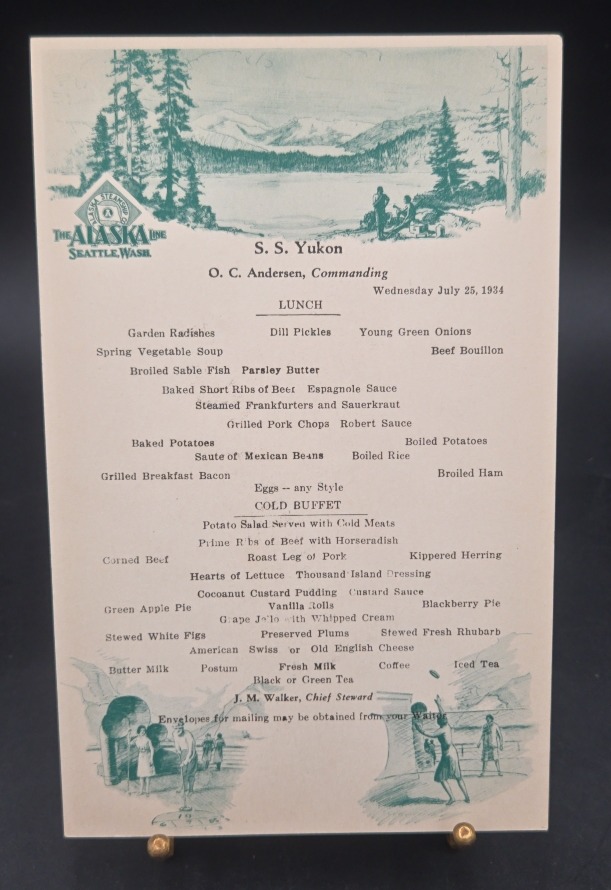 ALASKA STEAMSHIP CO
THE ALASKA LINE
SEATTLE, WASH.
S. S. Yukon
O. C. Andersen, Commanding
Wednesday July 25, 1934
LUNCH
Garden Radishes Dill Pickles Young Green Onions
Spring Vegetable Soup Beef Bouillon
Broiled Sable Fish Parsley Butter
Baked Short Ribs of Beef Espagnole Sauce
Steamed Frankfurters and Sauerkraut
Grilled Pork Chops Robert Sauce
Baked Potatoes Boiled Potatoes
Saute of Mexican Beans Boiled Rice
Grilled Breakfast Bacon Broiled Ham
Eggs -- any Style
COLD BUFFET
Potato Salad Served with Cold Meats
Prime Ribs of Beef with Horseradish
Corned Beef Roast Leg of Pork Kippered Herring
Hearts of Lettuce Thousand Island Dressing
Cocoanut Custard Pudding Custard Sauce
Green Apple Pie Vanilla Rolls Blackberry Pie
Grape Jello with Whipped Cream
Stewed White Figs Preserved Plums Stewed Fresh Rhubarb
American Swiss or Old English Cheese
Butter Milk Postum Fresh Milk Coffee Iced Tea
Black or Green Tea
J. M. Walker, Chief Steward
Envelopes for mailing may be obtained from your Waiter